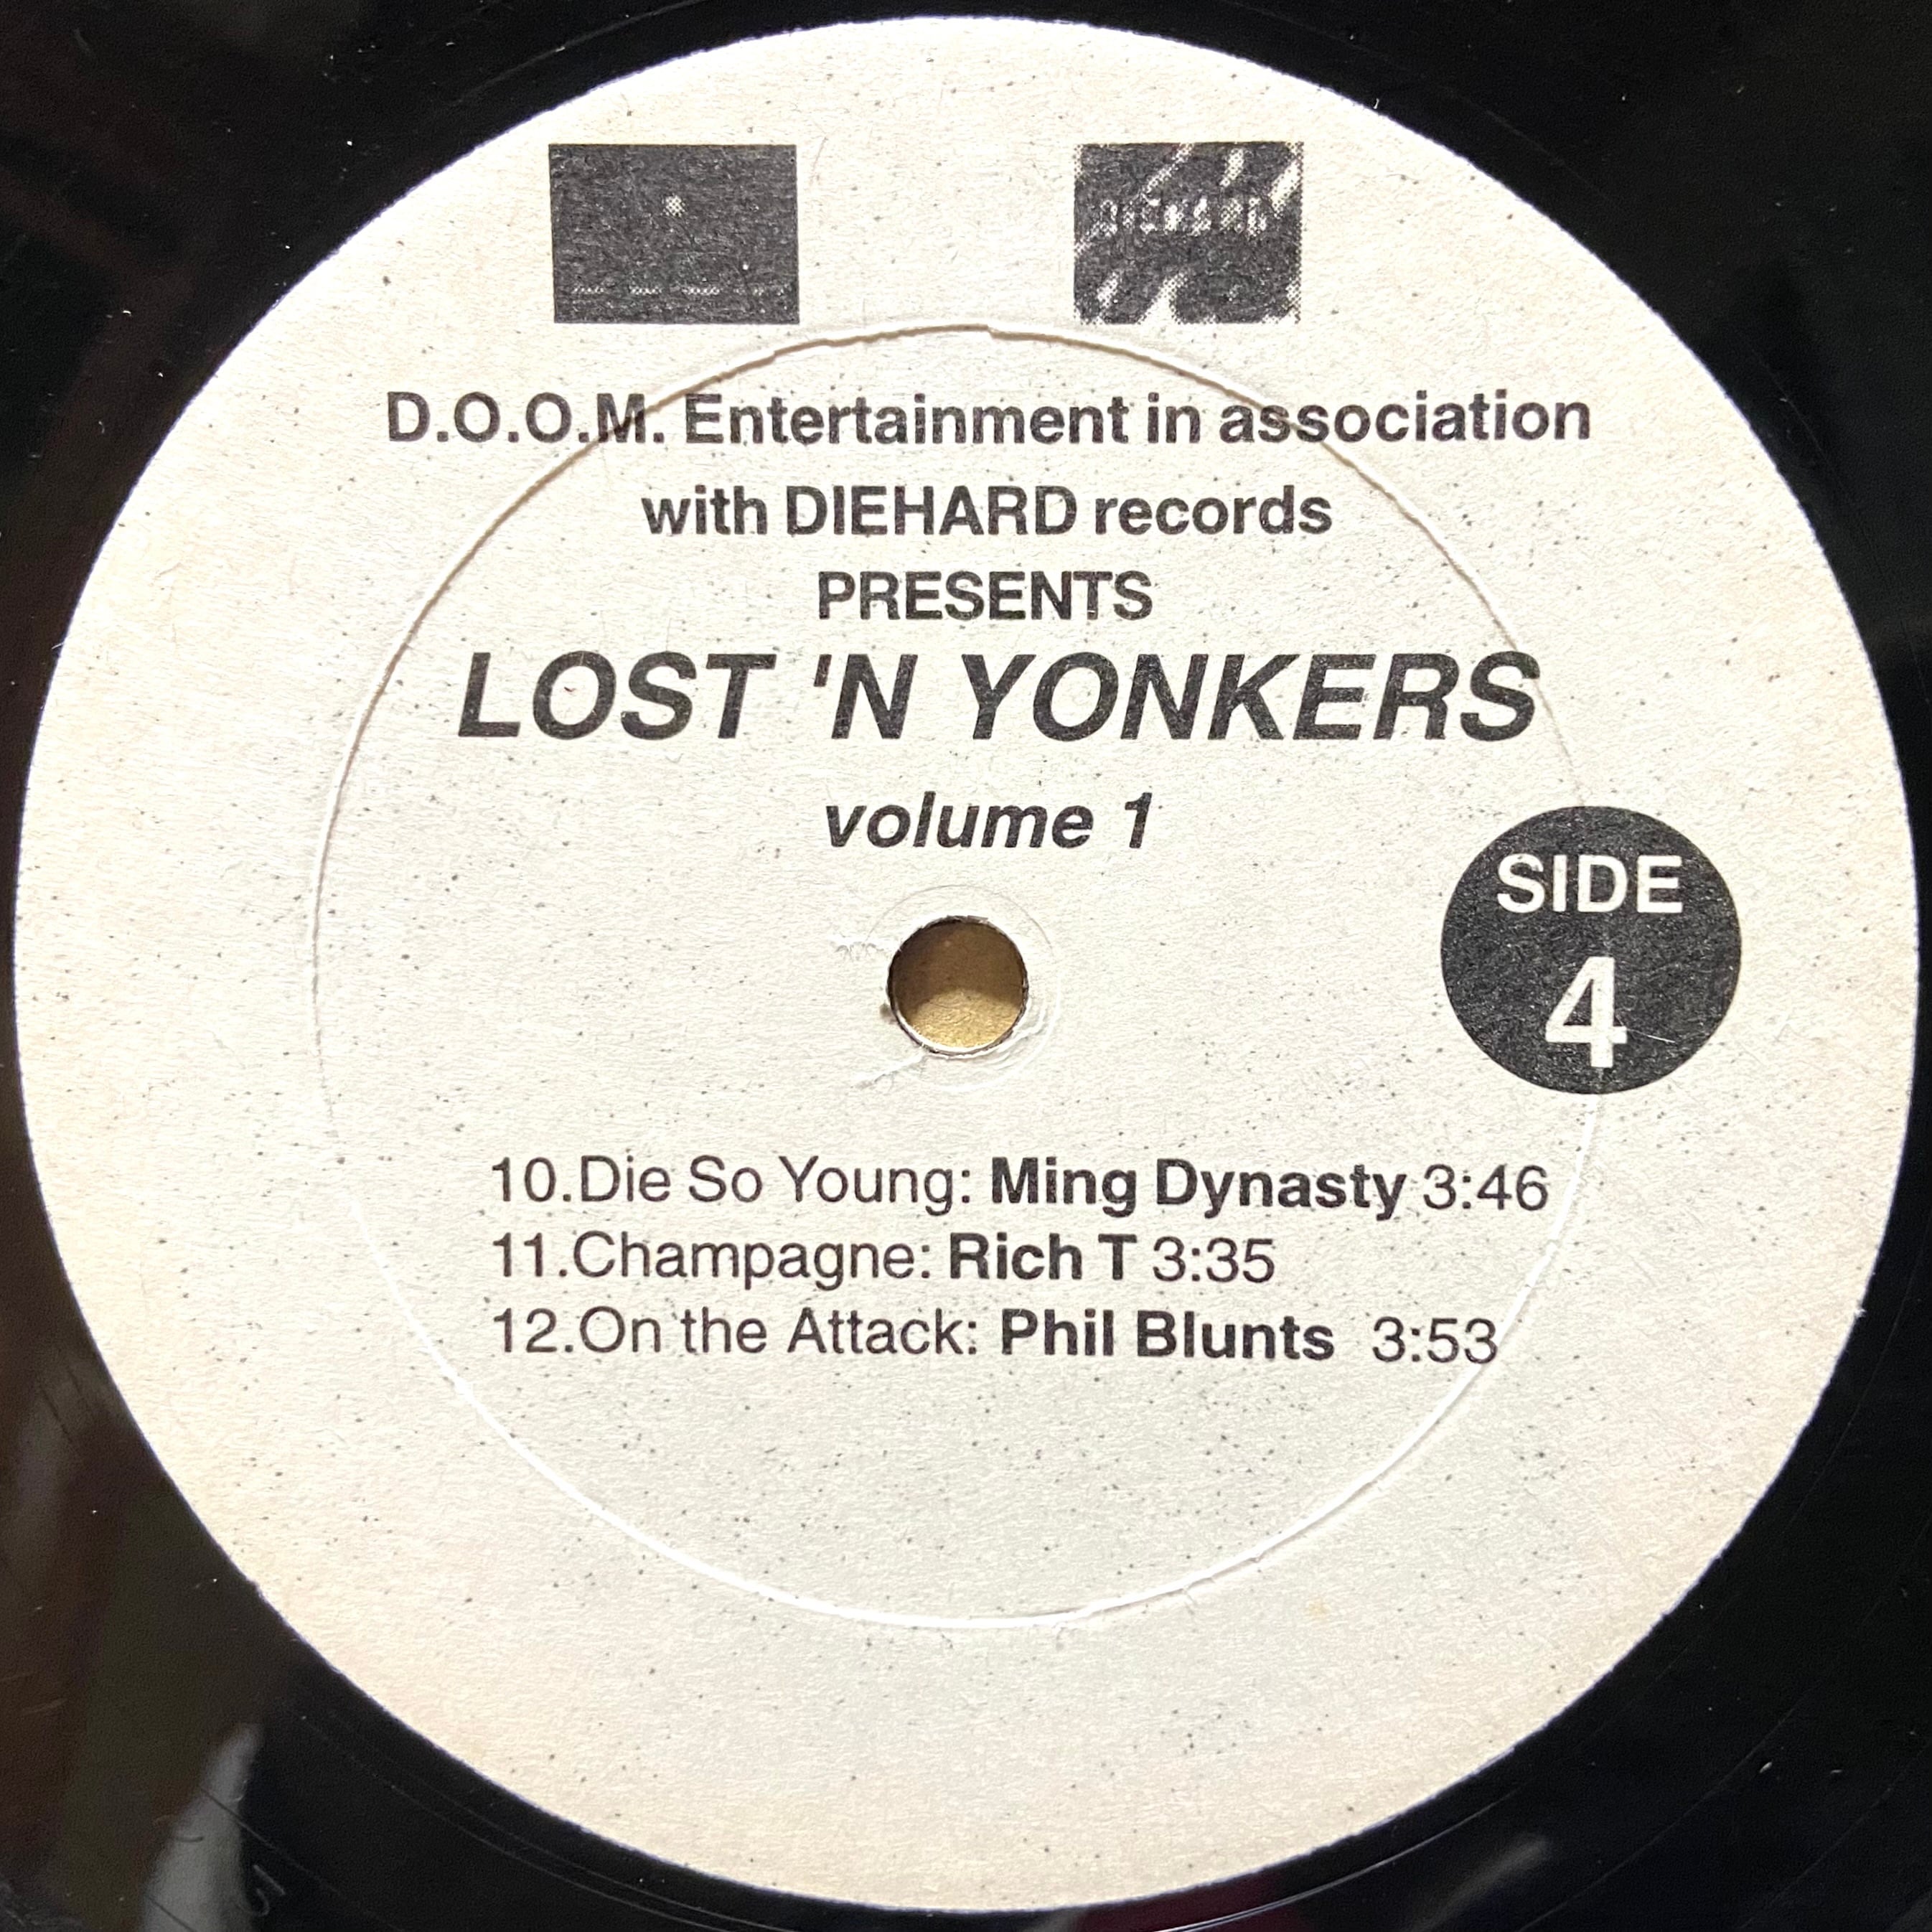 DIEHARD
D.O.O.M. Entertainment in association
with DIEHARD records
PRESENTS
LOST 'N YONKERS
volume 1
SIDE
4
10.Die So Young: Ming Dynasty 3:46
11.Champagne: Rich T 3:35
12.On the Attack: Phil Blunts 3:53